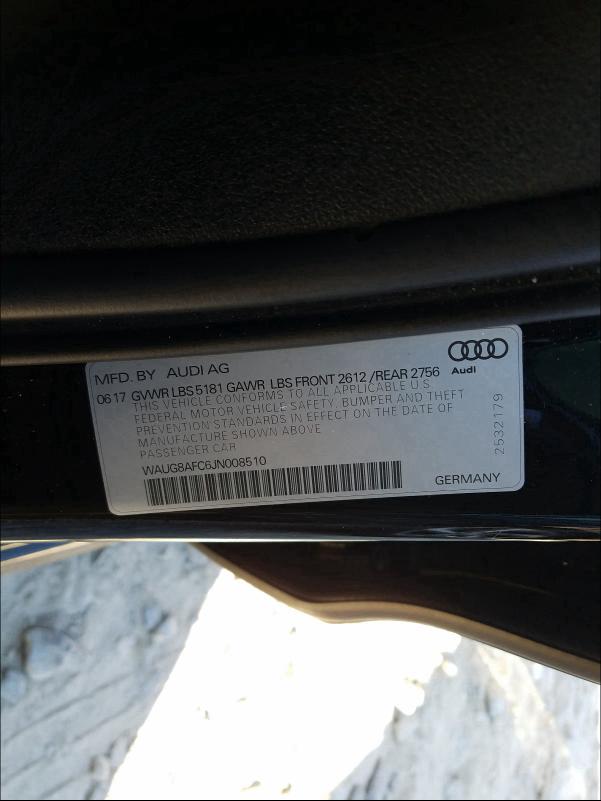 MFD. BY AUDI AG
Audi
0617 GVWR LBS 5181 GAWR LBS FRONT 2612 / REAR 2756
THIS VEHICLE CONFORMS TO ALL APPLICABLE U.S
FEDERAL MOTOR VEHICLE SAFETY, BUMPER AND THEFT
PREVENTION STANDARDS IN EFFECT ON THE DATE OF
MANUFACTURE SHOWN ABOVE
PASSENGER CAR
WAUG8AFC6JN008510
GERMANY
2532179